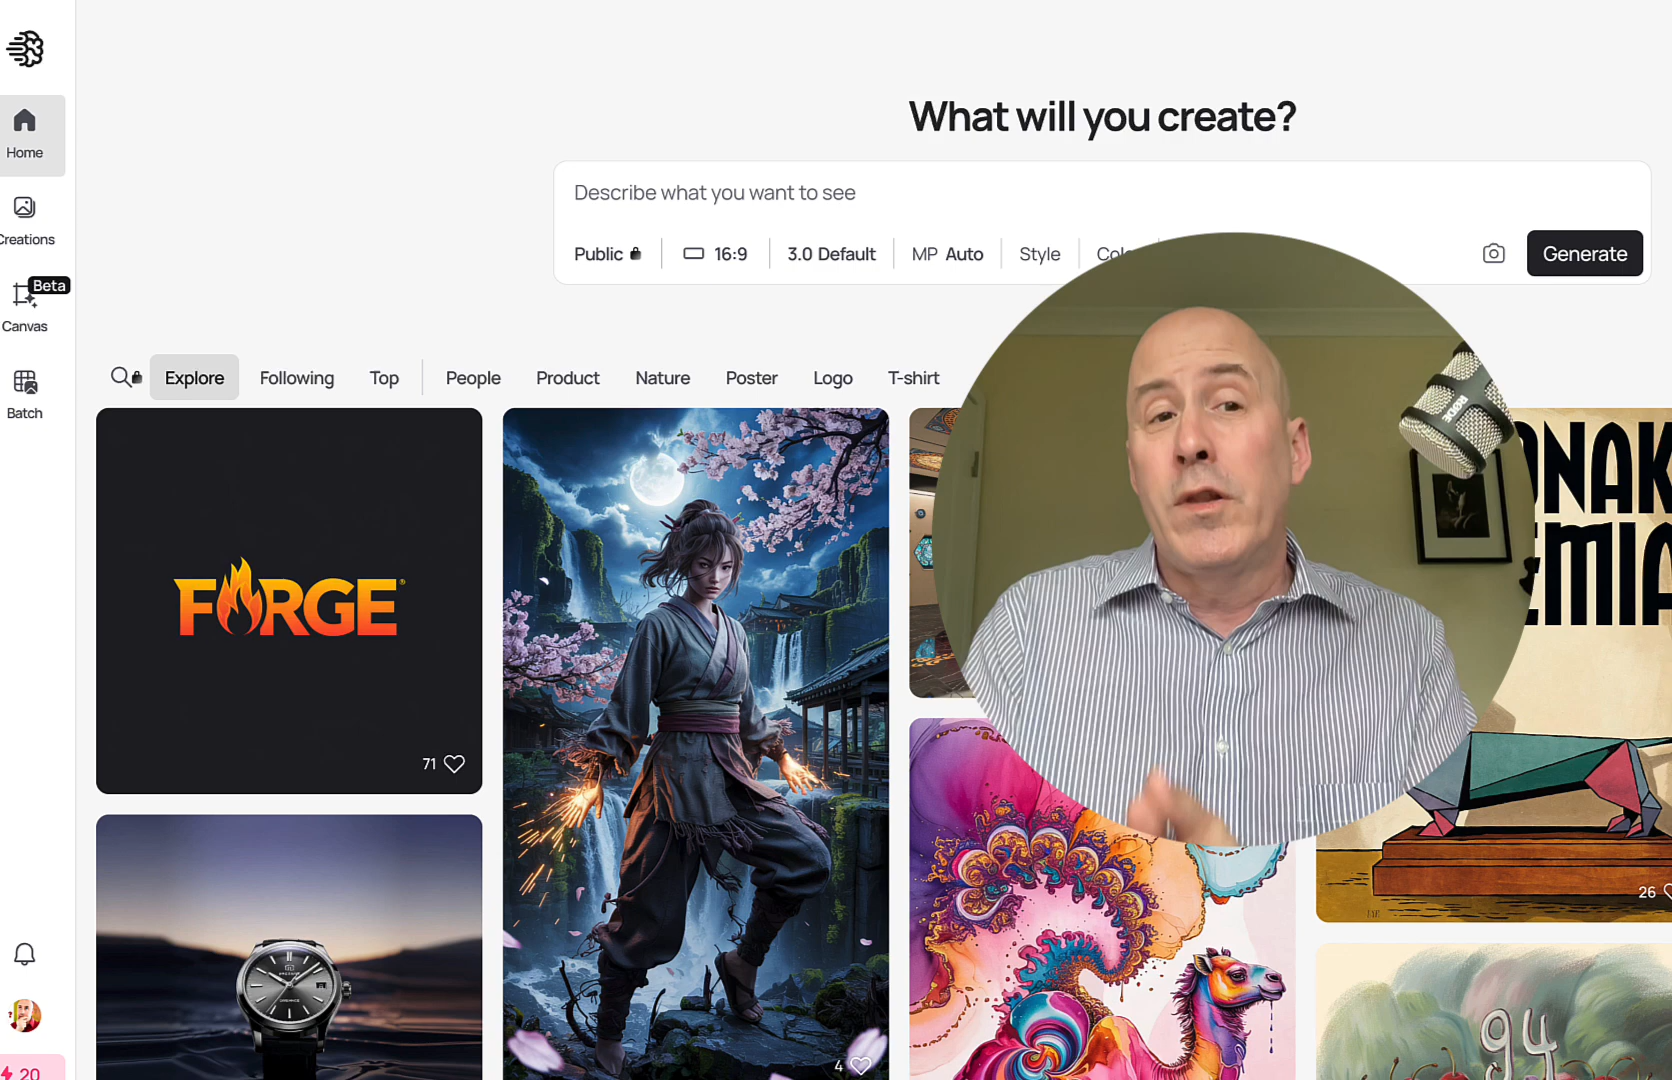 What will you create?
Describe what you want to see
Public 16:9 3.0 Default MP Auto Style
Generate
Home
Creations
Beta
Canvas
Batch
Explore Following Top People Product Nature Poster Logo T-shirt
FORGE®
71
4
RODE
26
94
20